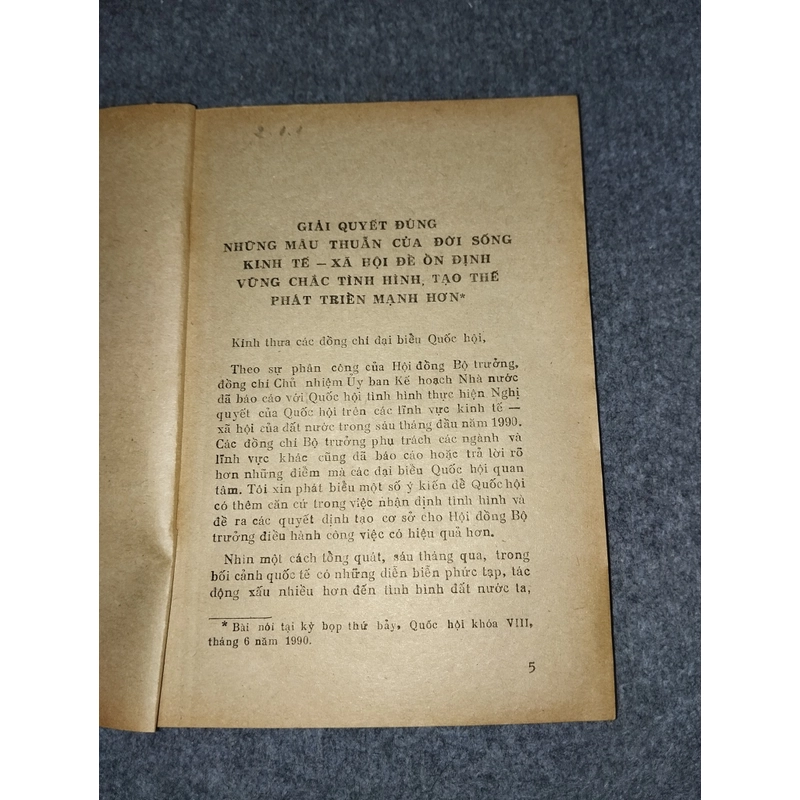 2.1.1
GIẢI QUYẾT ĐÚNG
NHỮNG MÂU THUẪN CỦA ĐỜI SỐNG
KINH TẾ — XÃ HỘI ĐỂ ỔN ĐỊNH
VỮNG CHẮC TÌNH HÌNH, TẠO THẾ
PHÁT TRIỂN MẠNH HƠN*
Kính thưa các đồng chí đại biểu Quốc hội,
Theo sự phân công của Hội đồng Bộ trưởng,
đồng chí Chủ nhiệm Ủy ban Kế hoạch Nhà nước
đã báo cáo với Quốc hội tình hình thực hiện Nghị
quyết của Quốc hội trên các lĩnh vực kinh tế —
xã hội của đất nước trong sáu tháng đầu năm 1990.
Các đồng chí Bộ trưởng phụ trách các ngành và
lĩnh vực khác cũng đã báo cáo hoặc trả lời rõ
hơn những điểm mà các đại biểu Quốc hội quan
tâm. Tôi xin phát biểu một số ý kiến để Quốc hội
có thêm căn cứ trong việc nhận định tình hình và
đề ra các quyết định tạo cơ sở cho Hội đồng Bộ
trưởng điều hành công việc có hiệu quả hơn.
Nhìn một cách tổng quát, sáu tháng qua, trong
bối cảnh quốc tế có những diễn biến phức tạp, tác
động xấu nhiều hơn đến tình hình đất nước ta,
* Bài nói tại kỳ họp thứ bảy, Quốc hội khóa VIII,
tháng 6 năm 1990.
5